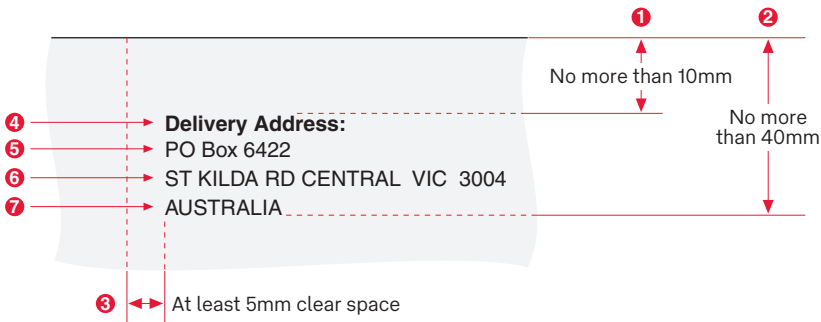 1 2
No more than 10mm
No more
than 40mm
4 Delivery Address:
5 PO Box 6422
6 ST KILDA RD CENTRAL  VIC  3004
7 AUSTRALIA
3 At least 5mm clear space